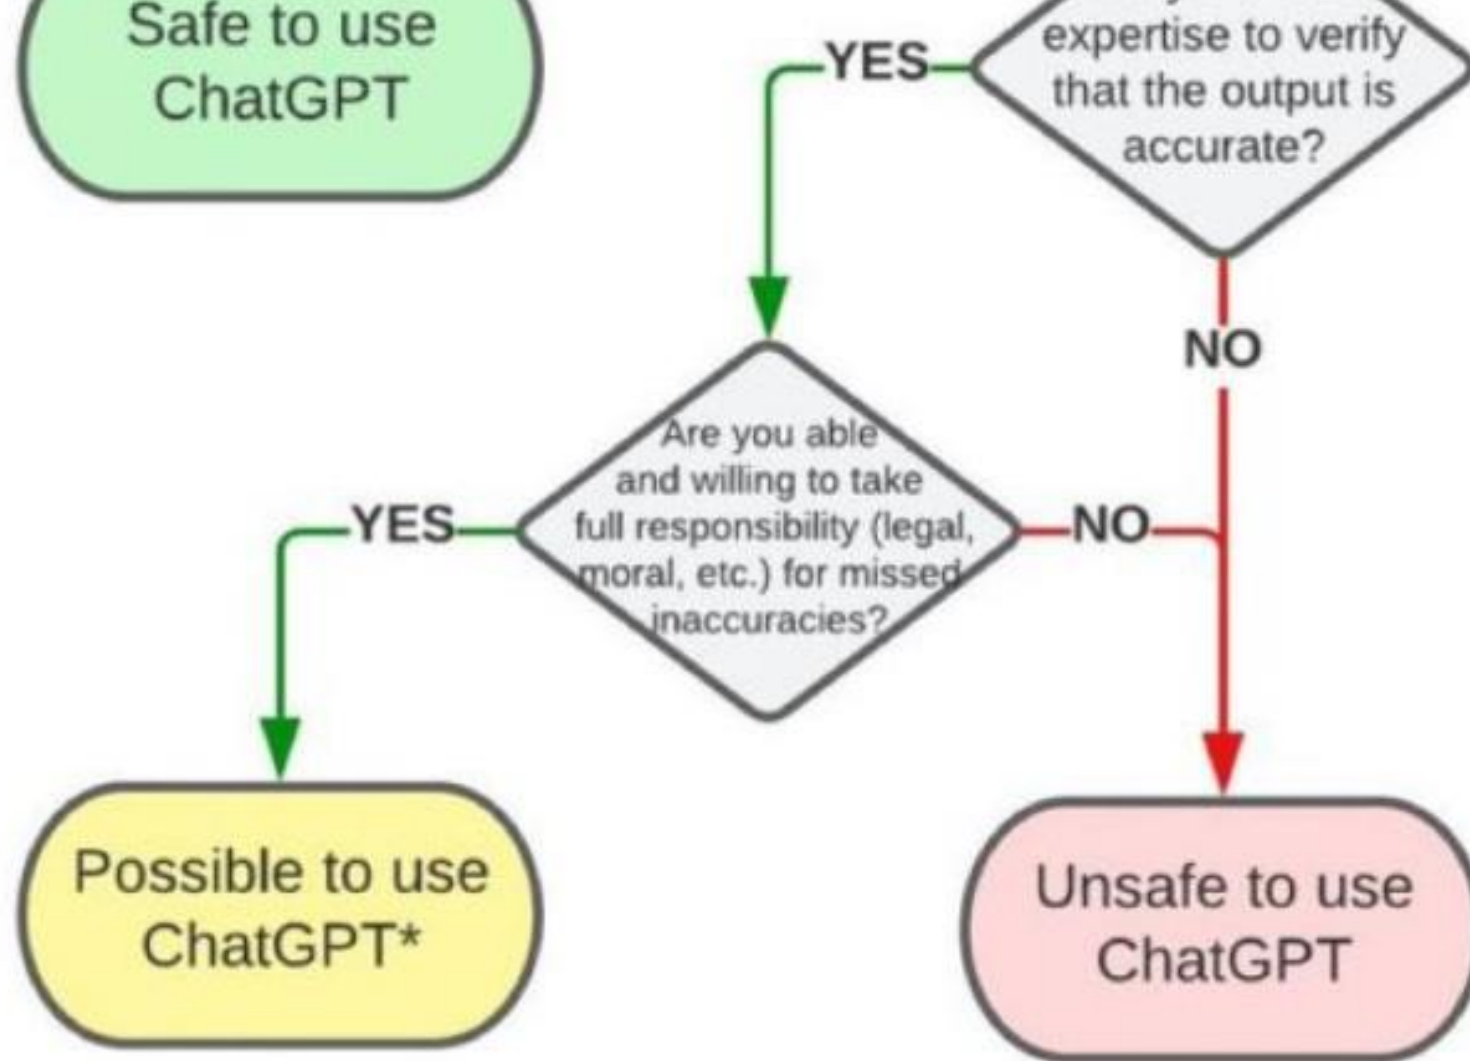 Safe to use
ChatGPT
expertise to verify
that the output is
accurate?
YES
NO
Are you able
and willing to take
full responsibility (legal,
moral, etc.) for missed
inaccuracies?
YES
NO
Possible to use
ChatGPT*
Unsafe to use
ChatGPT